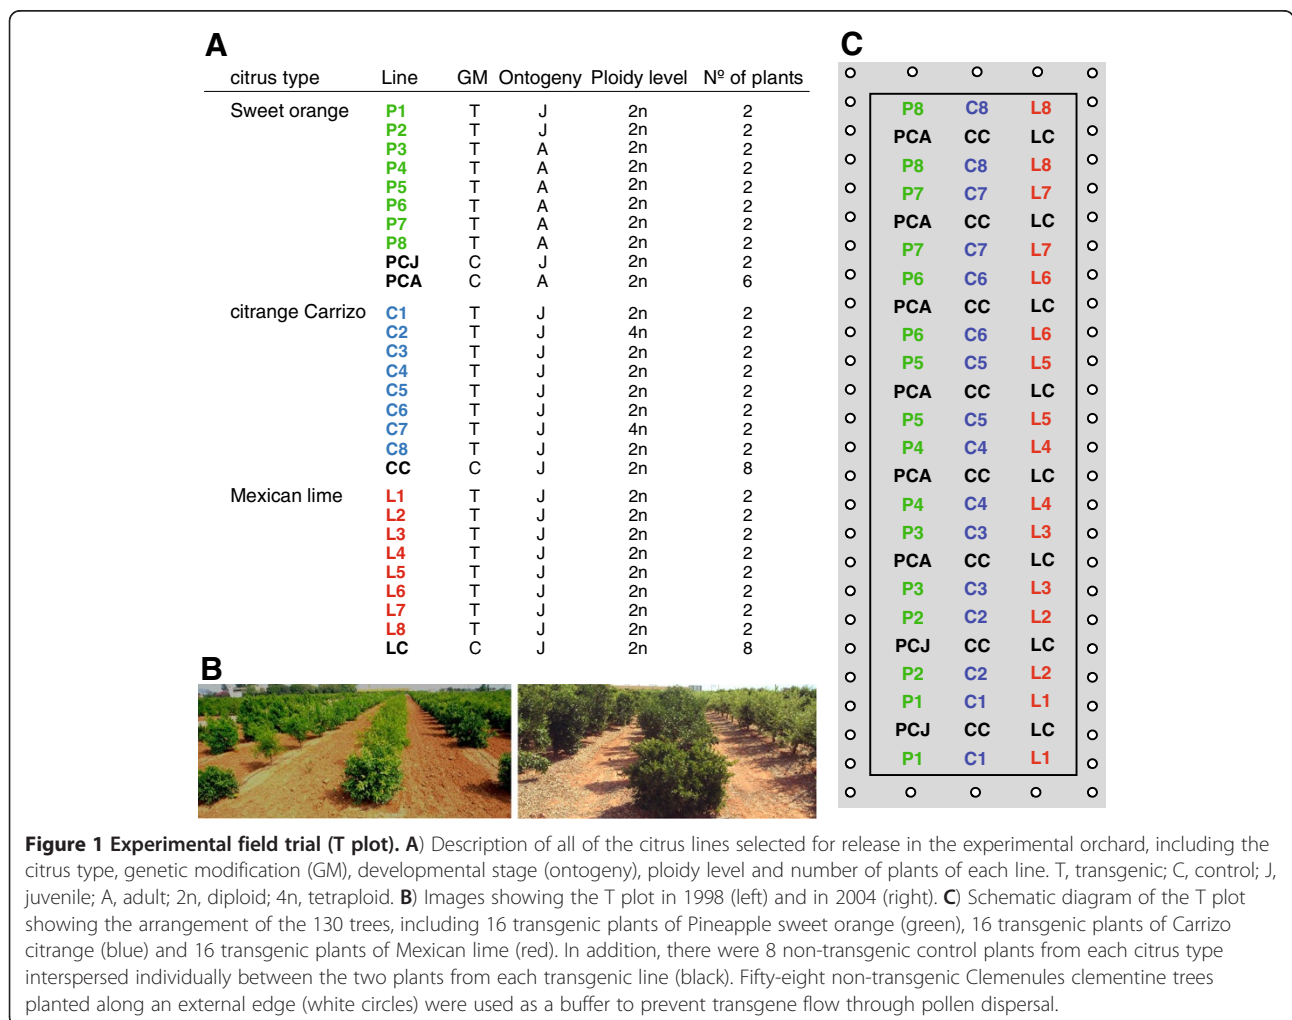 A
citrus type Line GM Ontogeny Ploidy level Nº of plants
Sweet orange P1 T J 2n 2
P2 T J 2n 2
P3 T A 2n 2
P4 T A 2n 2
P5 T A 2n 2
P6 T A 2n 2
P7 T A 2n 2
P8 T A 2n 2
PCJ C J 2n 2
PCA C A 2n 6
citrange Carrizo C1 T J 2n 2
C2 T J 4n 2
C3 T J 2n 2
C4 T J 2n 2
C5 T J 2n 2
C6 T J 2n 2
C7 T J 4n 2
C8 T J 2n 2
CC C J 2n 8
Mexican lime L1 T J 2n 2
L2 T J 2n 2
L3 T J 2n 2
L4 T J 2n 2
L5 T J 2n 2
L6 T J 2n 2
L7 T J 2n 2
L8 T J 2n 2
LC C J 2n 8
B
C
P8 C8 L8
PCA CC LC
P8 C8 L8
P7 C7 L7
PCA CC LC
P7 C7 L7
P6 C6 L6
PCA CC LC
P6 C6 L6
P5 C5 L5
PCA CC LC
P5 C5 L5
P4 C4 L4
PCA CC LC
P4 C4 L4
P3 C3 L3
PCA CC LC
P3 C3 L3
P2 C2 L2
PCJ CC LC
P2 C2 L2
P1 C1 L1
PCJ CC LC
P1 C1 L1
Figure 1 Experimental field trial (T plot). A) Description of all of the citrus lines selected for release in the experimental orchard, including the
citrus type, genetic modification (GM), developmental stage (ontogeny), ploidy level and number of plants of each line. T, transgenic; C, control; J,
juvenile; A, adult; 2n, diploid; 4n, tetraploid. B) Images showing the T plot in 1998 (left) and in 2004 (right). C) Schematic diagram of the T plot
showing the arrangement of the 130 trees, including 16 transgenic plants of Pineapple sweet orange (green), 16 transgenic plants of Carrizo
citrange (blue) and 16 transgenic plants of Mexican lime (red). In addition, there were 8 non-transgenic control plants from each citrus type
interspersed individually between the two plants from each transgenic line (black). Fifty-eight non-transgenic Clemenules clementine trees
planted along an external edge (white circles) were used as a buffer to prevent transgene flow through pollen dispersal.